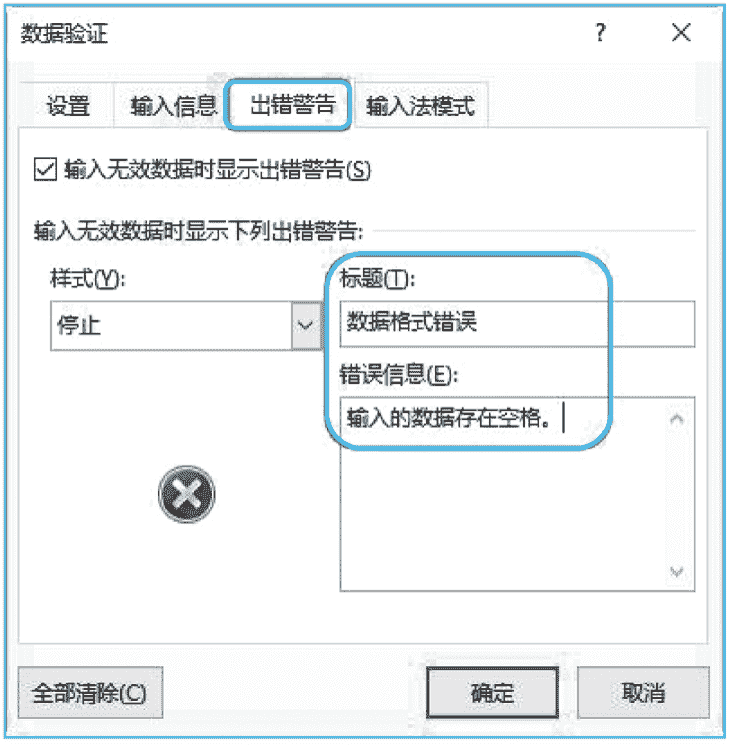 数据验证 ?
设置 输入信息 出错警告 输入法模式
输入无效数据时显示出错警告(S)
输入无效数据时显示下列出错警告:
样式(Y):
停止
标题(T):
数据格式错误
错误信息(E):
输入的数据存在空格。
全部清除(C) 确定 取消